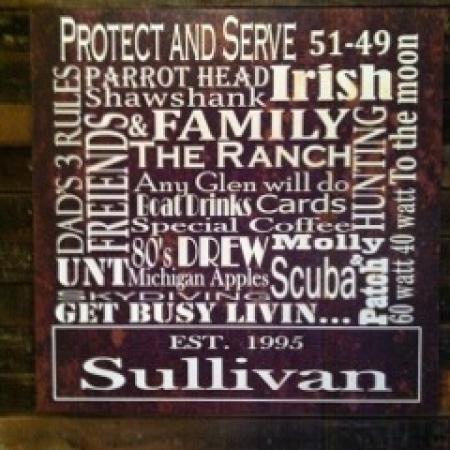 PROTECT AND SERVE 51-49
DAD'S 3 RULES
PARROT HEAD
Irish
Shawshank
FREIENDS
& FAMILY
THE RANCH
HUNTING
To the moon
Any Glen will do
Boat Drinks Cards
Special Coffee
80's DREW Molly
&
Patch
UNT
Michigan Apples
Scuba
60 watt 40 watt
SKYDIVING
GET BUSY LIVIN...
EST. 1995
Sullivan